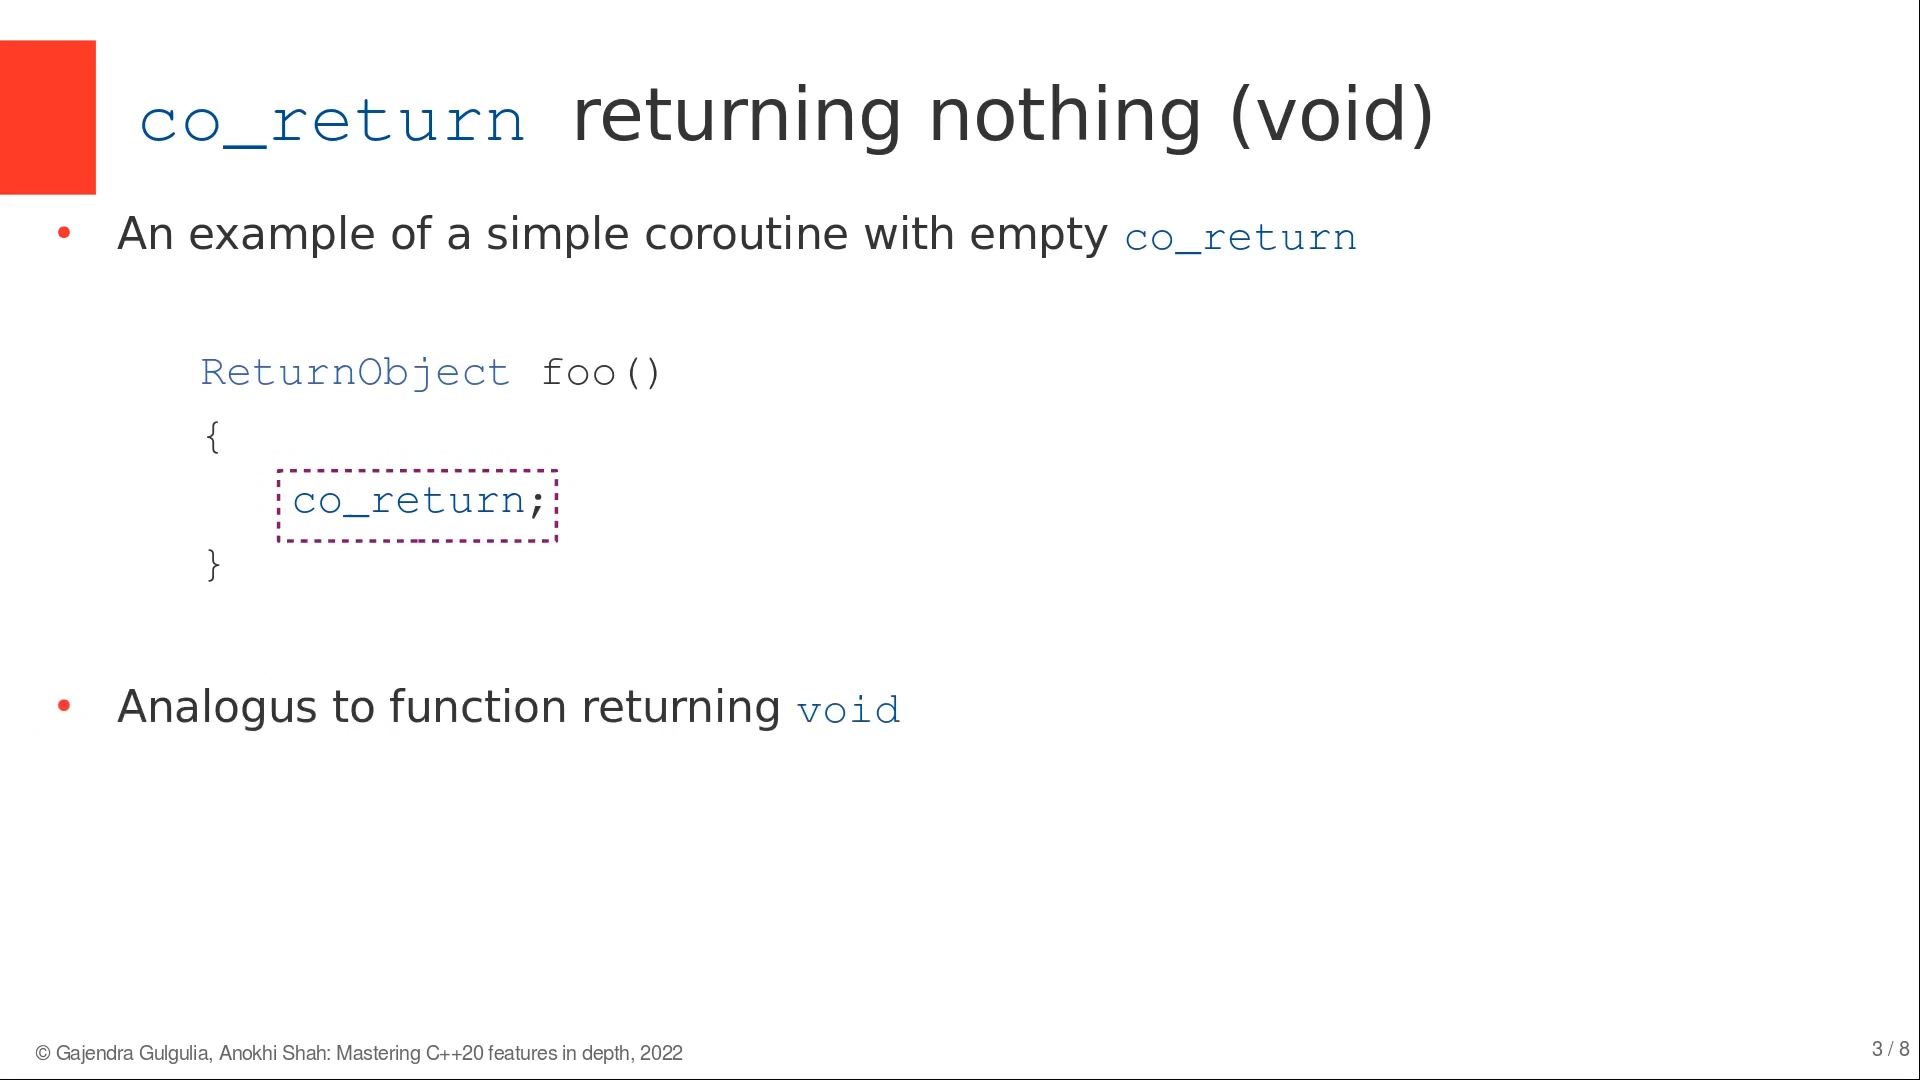 co_return returning nothing (void)
• An example of a simple coroutine with empty co_return
ReturnObject foo()
{
co_return;
}
• Analogus to function returning void
© Gajendra Gulgulia, Anokhi Shah: Mastering C++20 features in depth, 2022
3 / 8